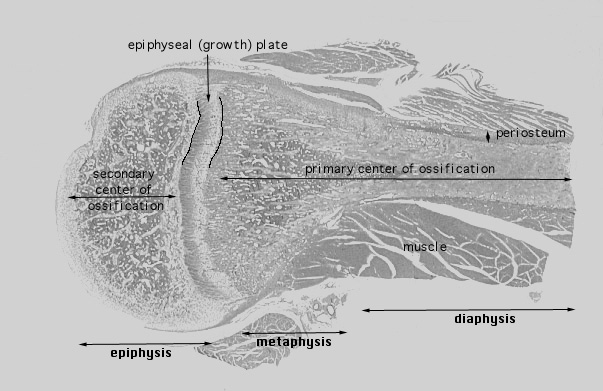 epiphyseal (growth) plate
periosteum
primary center of ossification
secondary
center of
ossification
muscle
diaphysis
metaphysis
epiphysis